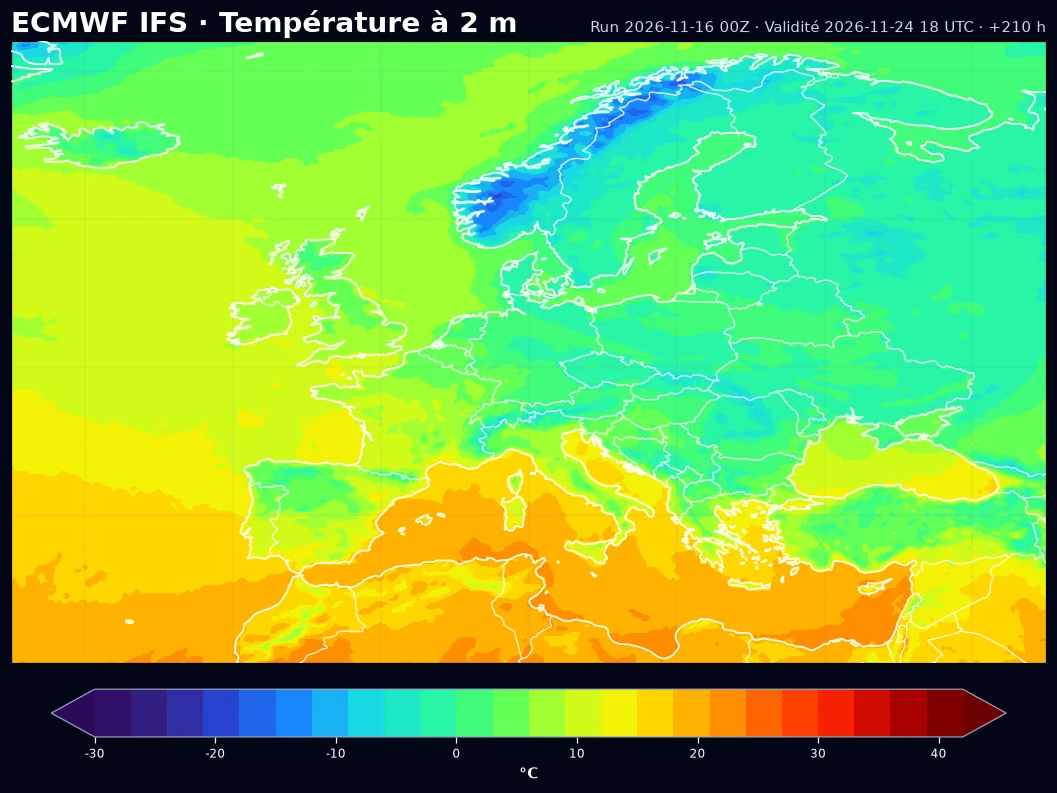 ECMWF IFS · Température à 2 m
Run 2026-11-16 00Z · Validité 2026-11-24 18 UTC · +210 h
-30 -20 -10 0 10 20 30 40
°C